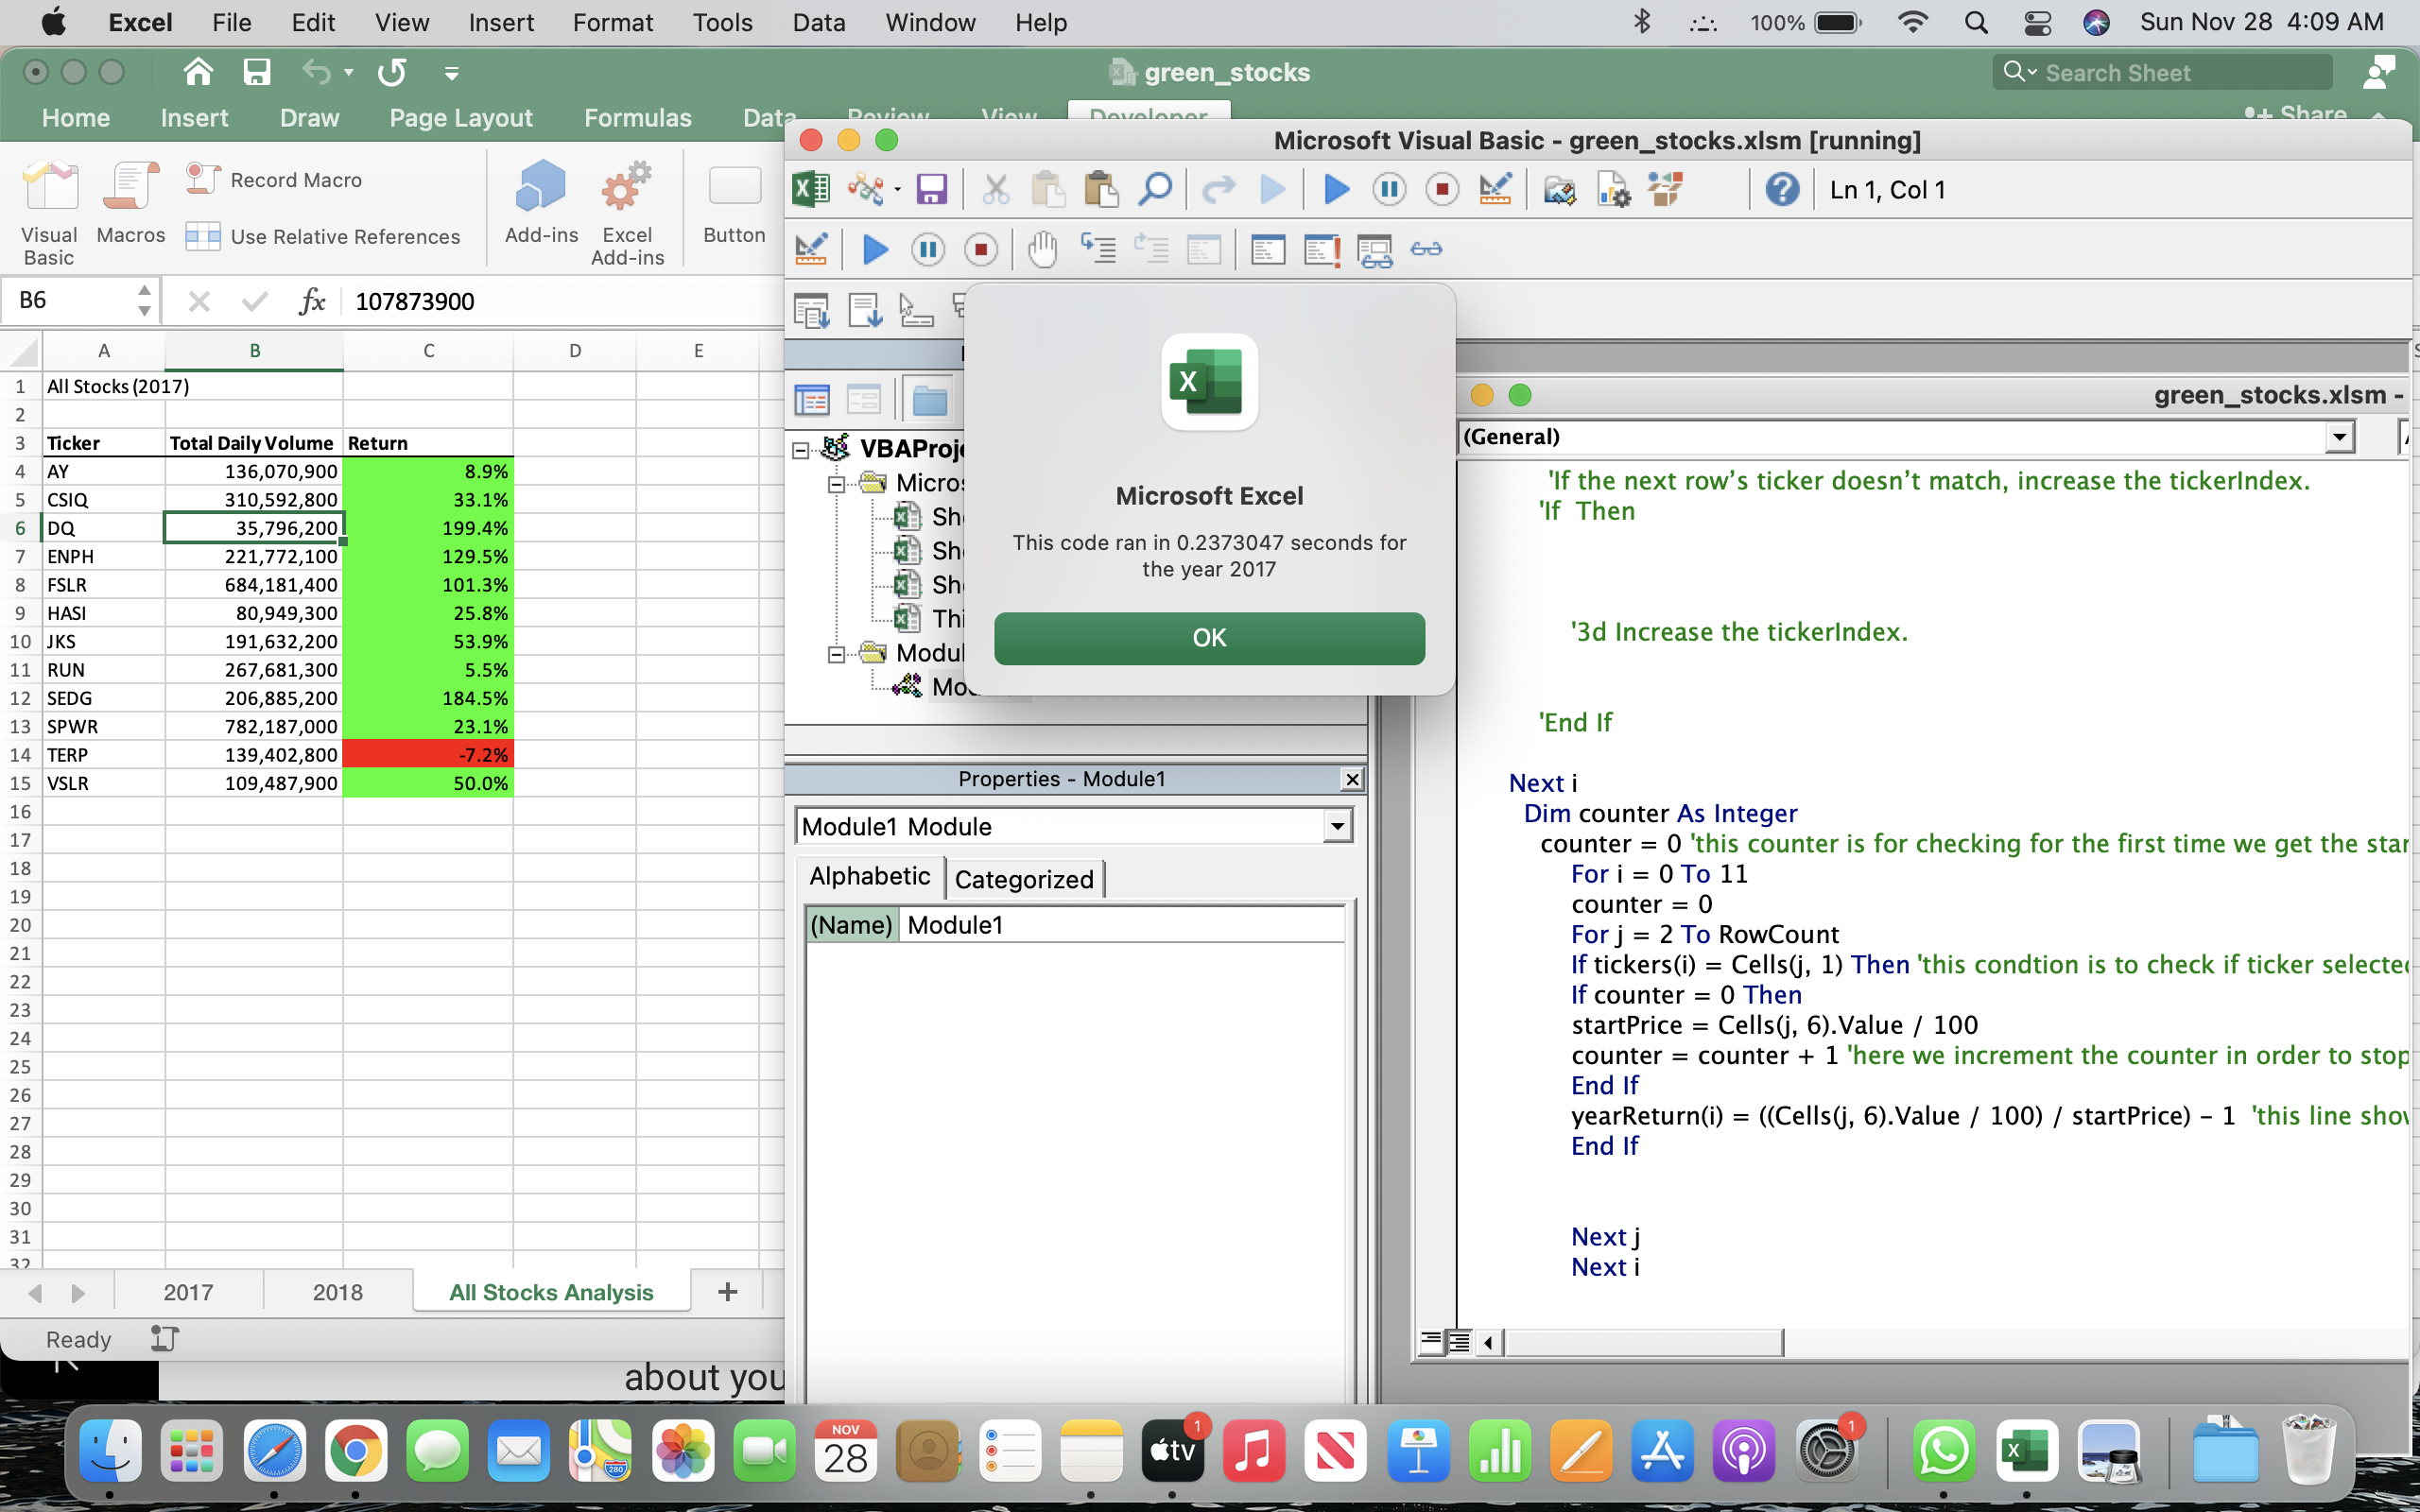 Excel File Edit View Insert Format Tools Data Window Help 100% Sun Nov 28 4:09 AM
green_stocks
Search Sheet
Home Insert Draw Page Layout Formulas Data Review View Developer Share
Visual Basic
Macros
Record Macro
Use Relative References
Add-ins
Excel Add-ins
Button
B6 fx 107873900
A B C D E
1 All Stocks (2017)
2
3 Ticker Total Daily Volume Return
4 AY 136,070,900 8.9%
5 CSIQ 310,592,800 33.1%
6 DQ 35,796,200 199.4%
7 ENPH 221,772,100 129.5%
8 FSLR 684,181,400 101.3%
9 HASI 80,949,300 25.8%
10 JKS 191,632,200 53.9%
11 RUN 267,681,300 5.5%
12 SEDG 206,885,200 184.5%
13 SPWR 782,187,000 23.1%
14 TERP 139,402,800 -7.2%
15 VSLR 109,487,900 50.0%
16
17
18
19
20
21
22
23
24
25
26
27
28
29
30
31
32
2017 2018 All Stocks Analysis +
Ready
about you
Microsoft Visual Basic - green_stocks.xlsm [running]
Ln 1, Col 1
VBAProje
Micros
She
She
She
Thi
Modul
Mo
Microsoft Excel
This code ran in 0.2373047 seconds for
the year 2017
OK
Properties - Module1
Module1 Module
Alphabetic Categorized
(Name) Module1
green_stocks.xlsm -
(General)
'If the next row’s ticker doesn’t match, increase the tickerIndex.
'If Then
'3d Increase the tickerIndex.
'End If
Next i
Dim counter As Integer
counter = 0 'this counter is for checking for the first time we get the star
For i = 0 To 11
counter = 0
For j = 2 To RowCount
If tickers(i) = Cells(j, 1) Then 'this condtion is to check if ticker selecte
If counter = 0 Then
startPrice = Cells(j, 6).Value / 100
counter = counter + 1 'here we increment the counter in order to stop
End If
yearReturn(i) = ((Cells(j, 6).Value / 100) / startPrice) - 1 'this line sho
End If
Next j
Next i
NOV
28
280
tv
1
1